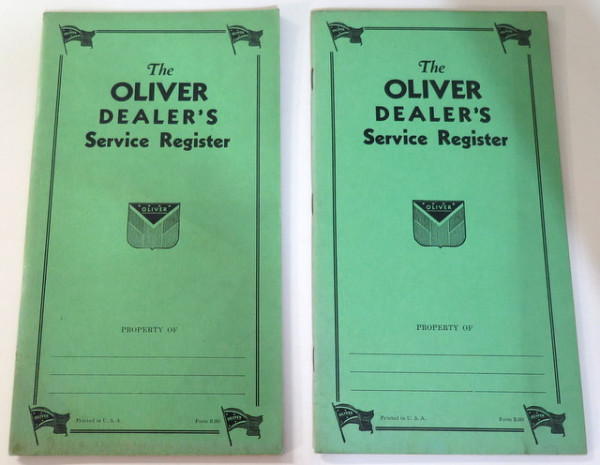 The
OLIVER
DEALER'S
Service Register
OLIVER
PROPERTY OF
OLIVER
Printed in U. S. A.
The
OLIVER
DEALER'S
Service Register
OLIVER
PROPERTY OF
Printed in U. S. A.